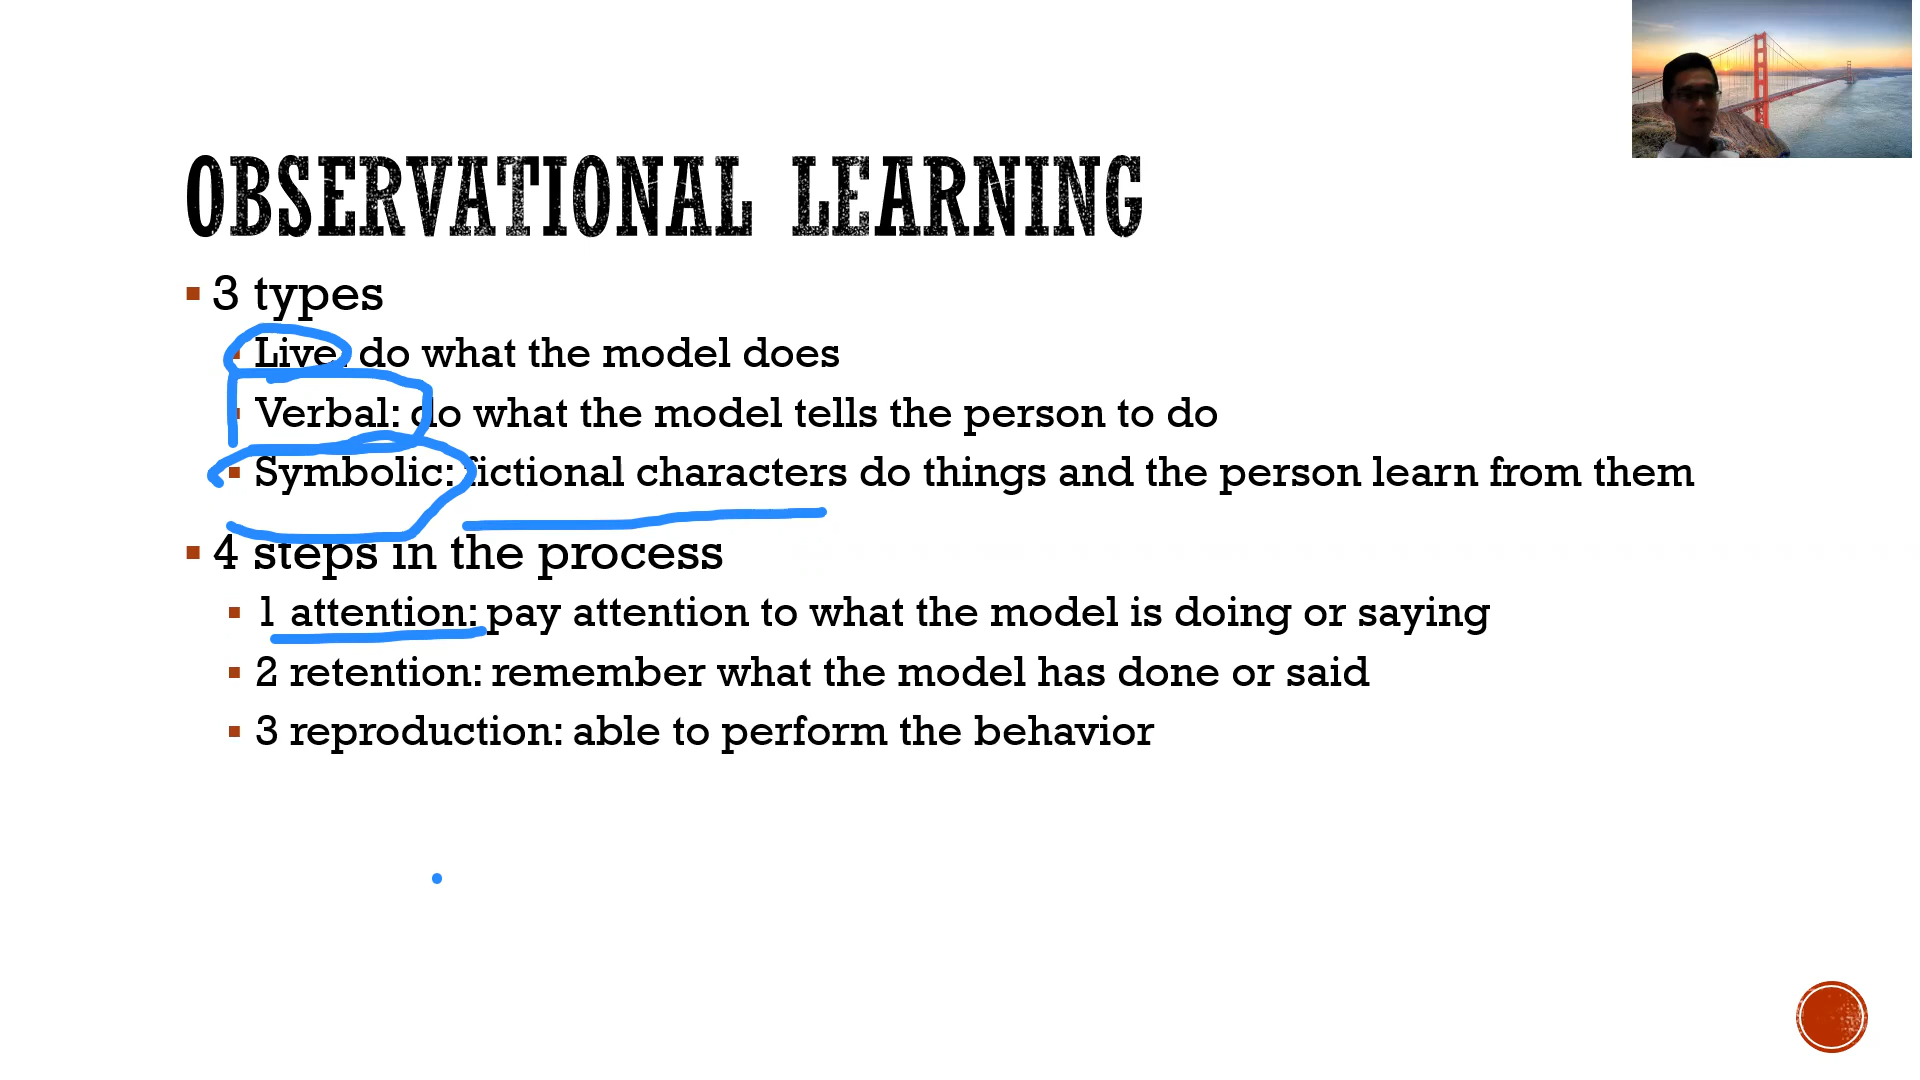 OBSERVATIONAL LEARNING
3 types
Live: do what the model does
Verbal: do what the model tells the person to do
Symbolic: fictional characters do things and the person learn from them
4 steps in the process
1 attention: pay attention to what the model is doing or saying
2 retention: remember what the model has done or said
3 reproduction: able to perform the behavior